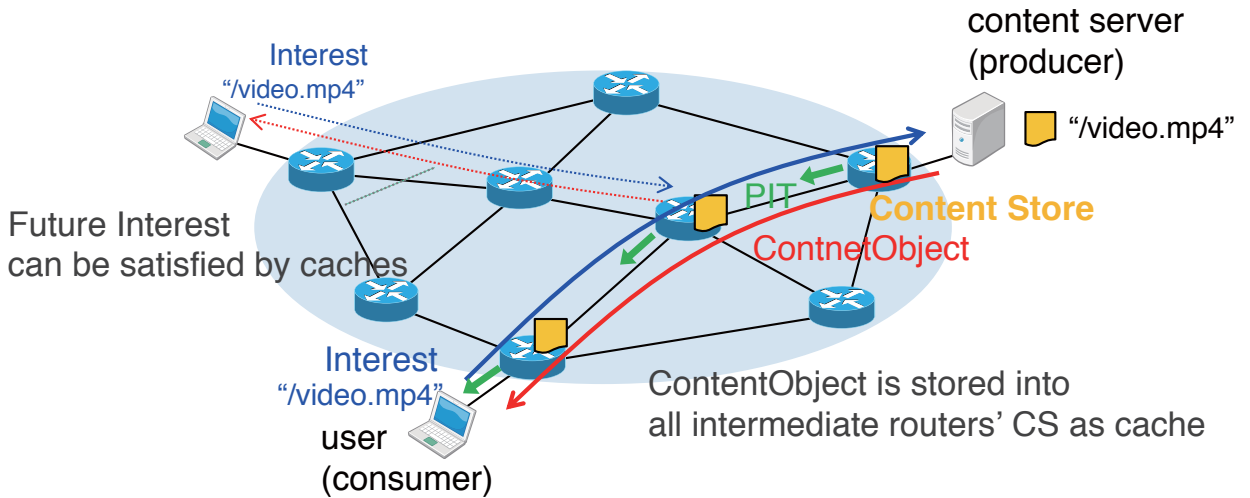 content server
(producer)
Interest
“/video.mp4”
“/video.mp4”
PIT
Content Store
ContnetObject
Future Interest
can be satisfied by caches
Interest
“/video.mp4”
user
(consumer)
ContentObject is stored into
all intermediate routers’ CS as cache